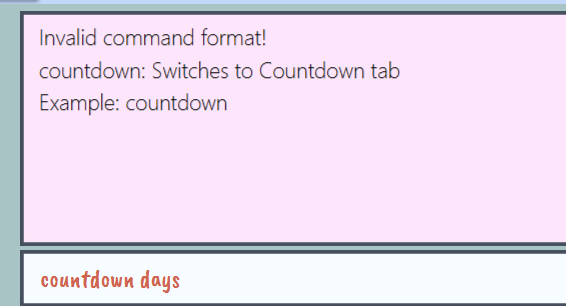 Invalid command format!
countdown: Switches to Countdown tab
Example: countdown
countdown days